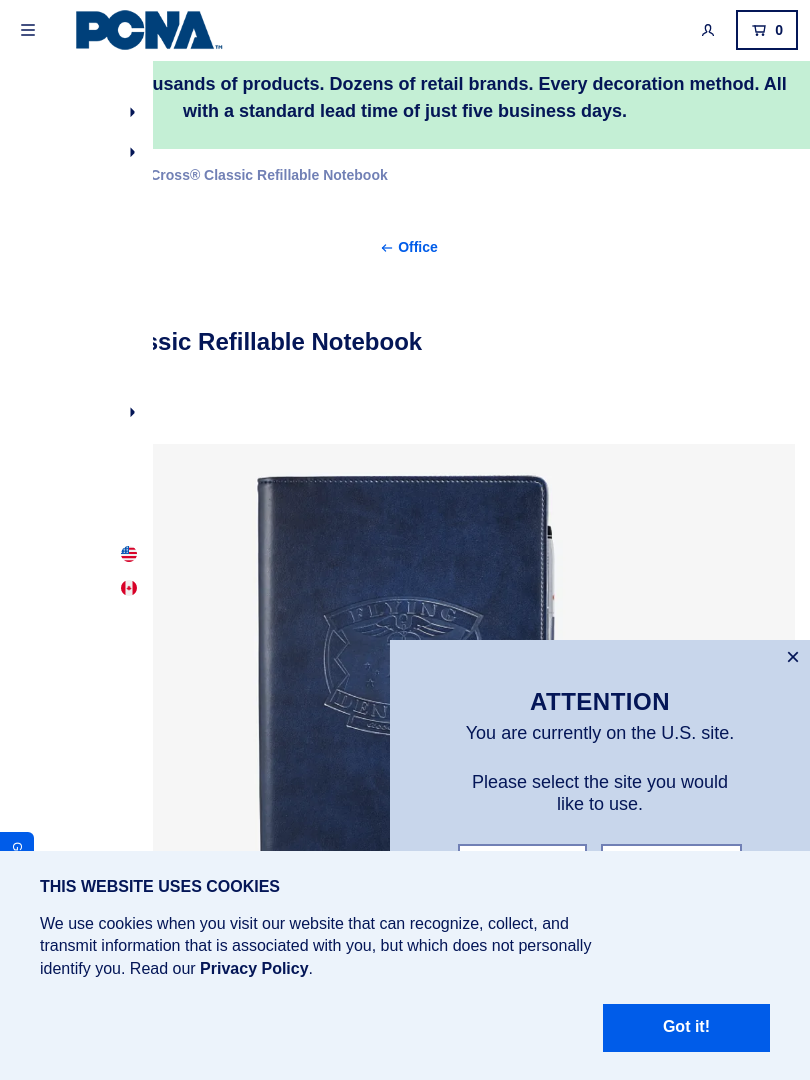 PCNA™
0
usands of products. Dozens of retail brands. Every decoration method. All
with a standard lead time of just five business days.
Cross® Classic Refillable Notebook
← Office
ssic Refillable Notebook
FLYING
DEN
×
ATTENTION
You are currently on the U.S. site.
Please select the site you would
like to use.
G
THIS WEBSITE USES COOKIES
We use cookies when you visit our website that can recognize, collect, and
transmit information that is associated with you, but which does not personally
identify you. Read our Privacy Policy.
Got it!